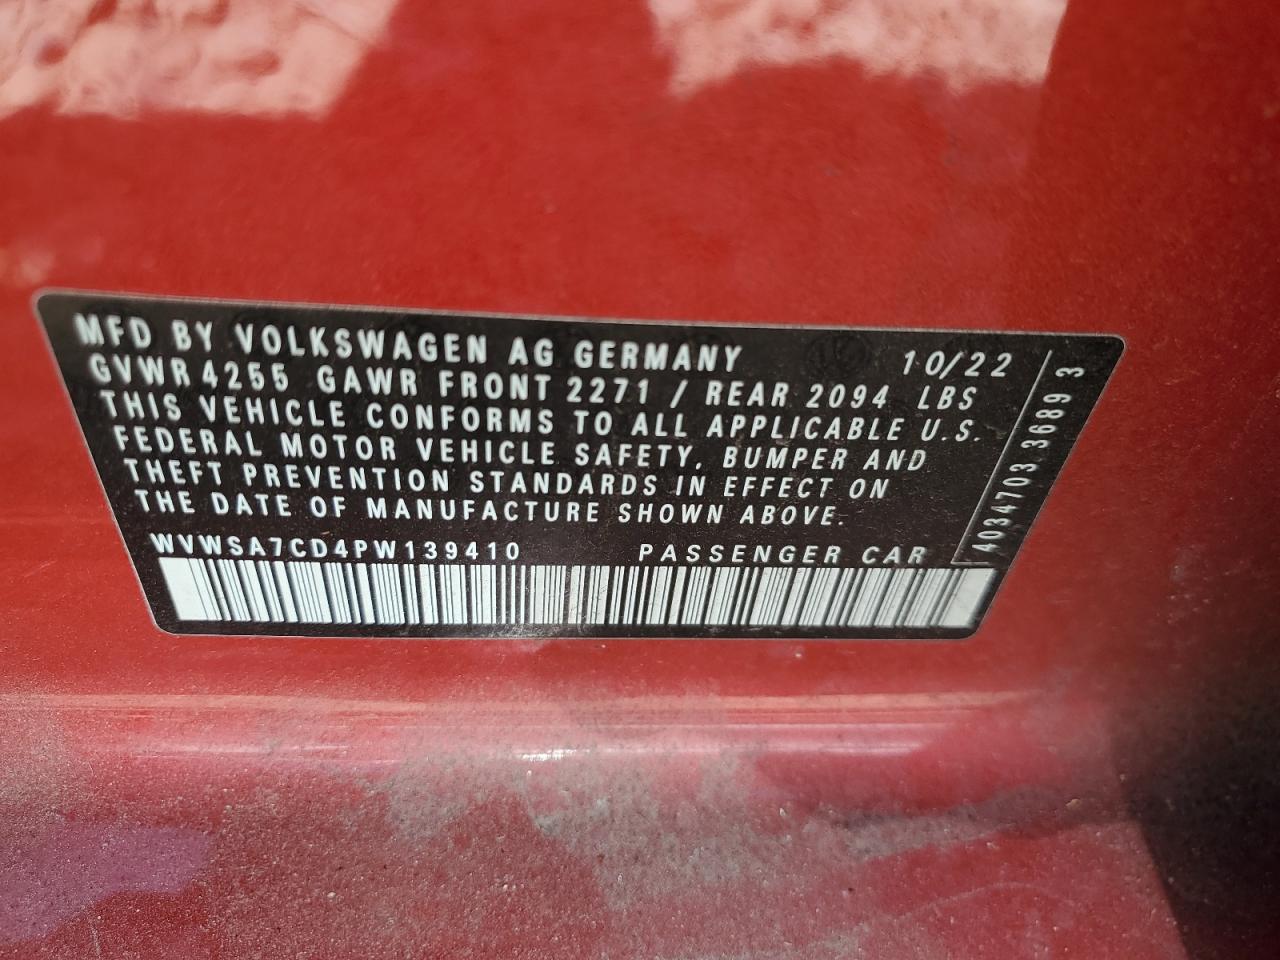 MFD BY VOLKSWAGEN AG GERMANY 10/22
GVWR 4255 GAWR FRONT 2271 / REAR 2094 LBS
THIS VEHICLE CONFORMS TO ALL APPLICABLE U.S.
FEDERAL MOTOR VEHICLE SAFETY, BUMPER AND
THEFT PREVENTION STANDARDS IN EFFECT ON
THE DATE OF MANUFACTURE SHOWN ABOVE.
WVWSA7CD4PW139410 PASSENGER CAR
4034703 3689 3